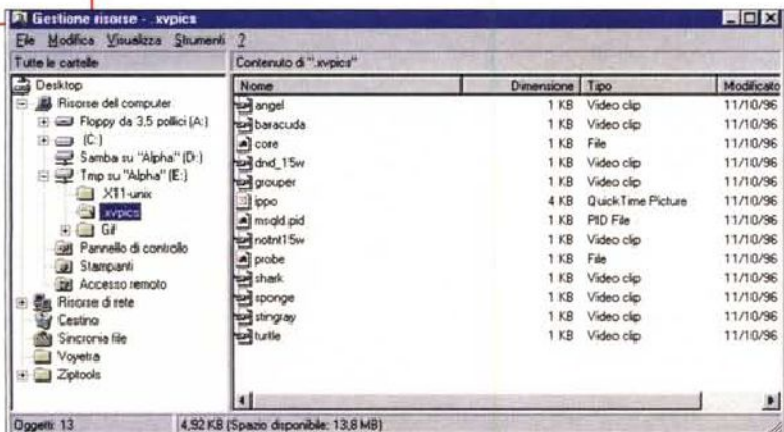 Gestione risorse - .xvpics
File Modifica Visualizza Strumenti ?
Tutte le cartelle
Contenuto di ".xvpics"
Desktop
Risorse del computer
Floppy da 3,5 pollici (A:)
(C:)
Samba su "Alpha" (D:)
Tmp su "Alpha" (E:)
.X11-unix
.xvpics
Gif
Pannello di controllo
Stampanti
Accesso remoto
Risorse di rete
Cestino
Sincronia file
Voyetra
Ziptools
Nome Dimensione Tipo Modificato
angel 1 KB Video clip 11/10/96
baracuda 1 KB Video clip 11/10/96
core 1 KB File 11/10/96
dnd_15w 1 KB Video clip 11/10/96
grouper 1 KB Video clip 11/10/96
ippo 4 KB QuickTime Picture 11/10/96
msqld.pid 1 KB PID File 11/10/96
notnt15w 1 KB Video clip 11/10/96
probe 1 KB File 11/10/96
shark 1 KB Video clip 11/10/96
sponge 1 KB Video clip 11/10/96
stingray 1 KB Video clip 11/10/96
turtle 1 KB Video clip 11/10/96
Oggetti: 13
4,92 KB (Spazio disponibile: 13,8 MB)